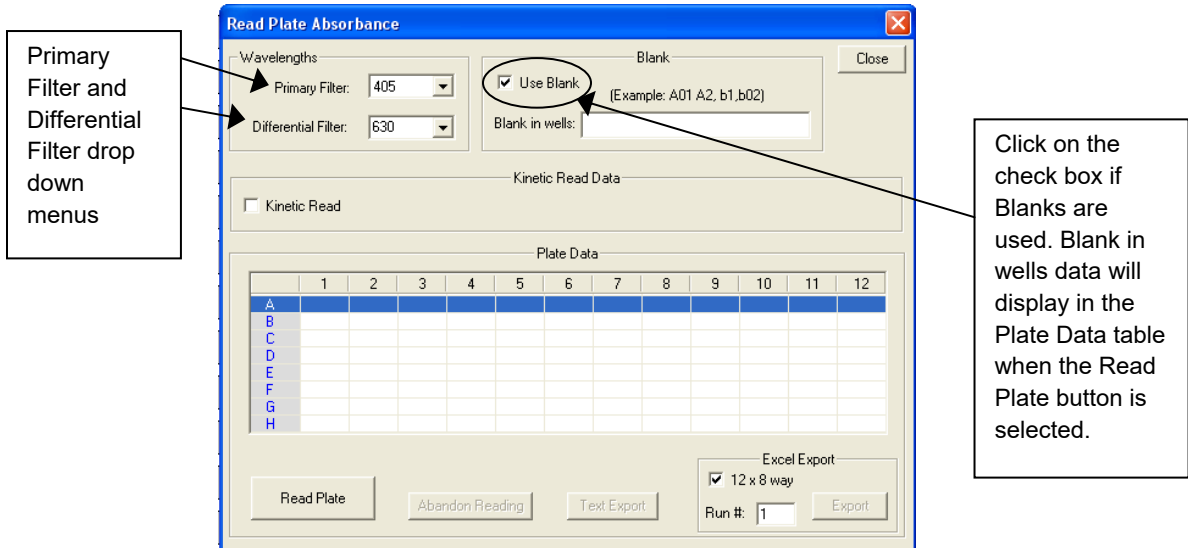 Read Plate Absorbance
Primary
Filter and
Differential
Filter drop
down
menus
Wavelengths
Primary Filter: 405
Differential Filter: 630
Blank
Use Blank
(Example: A01 A2, b1,b02)
Blank in wells:
Close
Click on the
check box if
Blanks are
used. Blank in
wells data will
display in the
Plate Data table
when the Read
Plate button is
selected.
Kinetic Read Data
Kinetic Read
Plate Data
1 2 3 4 5 6 7 8 9 10 11 12
A
B
C
D
E
F
G
H
Read Plate
Abandon Reading
Text Export
Excel Export
12 x 8 way
Run #: 1
Export